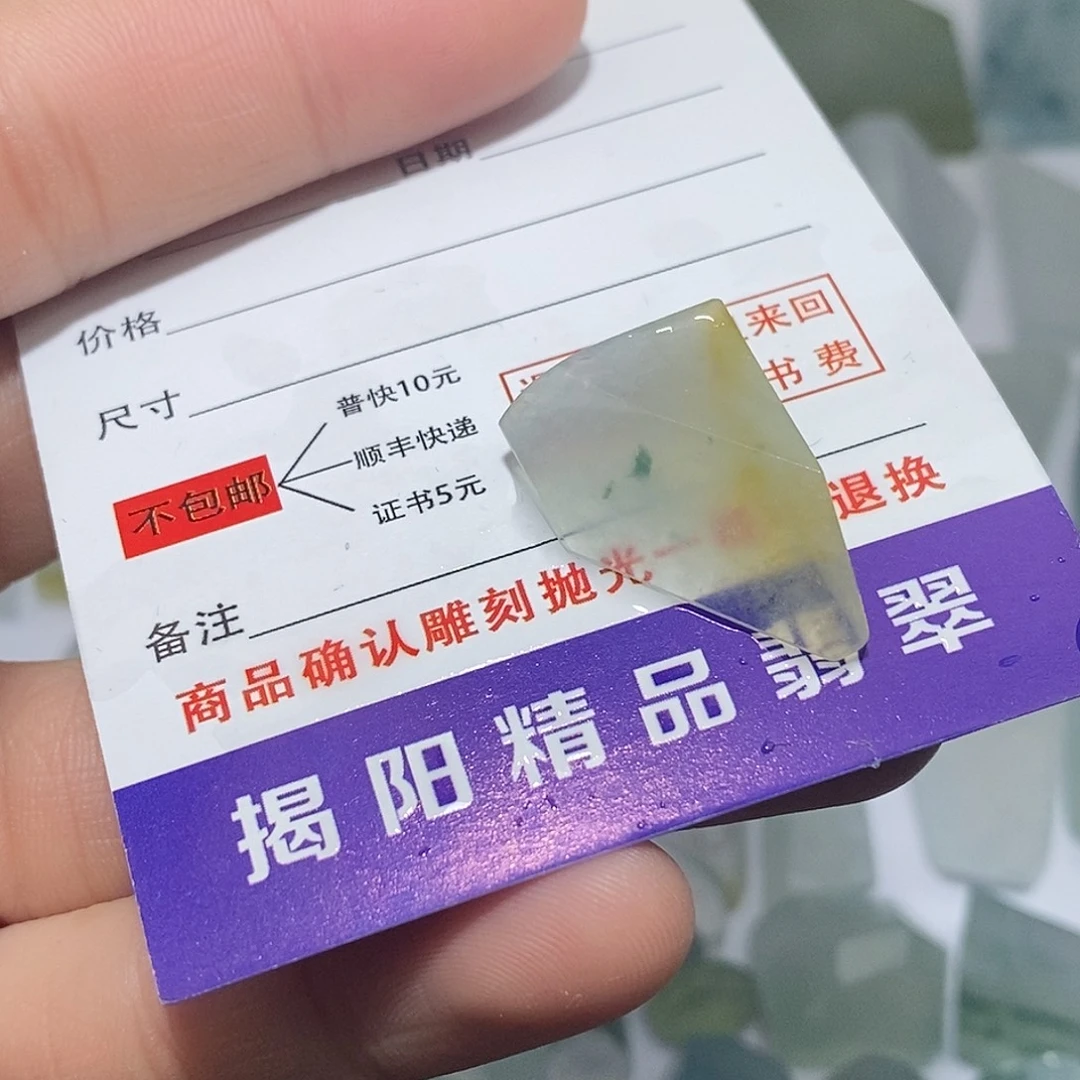 日期
价格
尺寸
来回
书费
普快10元
不包邮
顺丰快递
证书5元
备注
商品确认雕刻抛光一 退换
揭阳精品翡翠